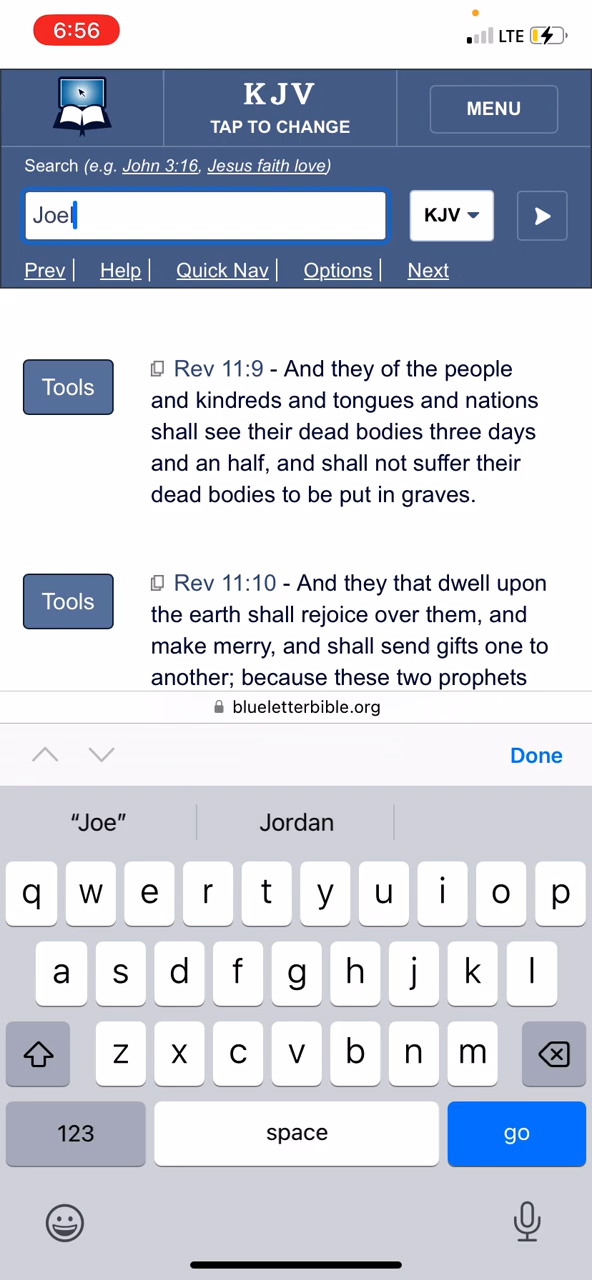 6:56
LTE
KJV
TAP TO CHANGE
MENU
Search (e.g. John 3:16, Jesus faith love)
Joel
KJV
Prev | Help | Quick Nav | Options | Next
Tools
Rev 11:9 - And they of the people
and kindreds and tongues and nations
shall see their dead bodies three days
and an half, and shall not suffer their
dead bodies to be put in graves.
Tools
Rev 11:10 - And they that dwell upon
the earth shall rejoice over them, and
make merry, and shall send gifts one to
another; because these two prophets
blueletterbible.org
Done
“Joe” Jordan
q w e r t y u i o p
a s d f g h j k l
z x c v b n m
123 space go